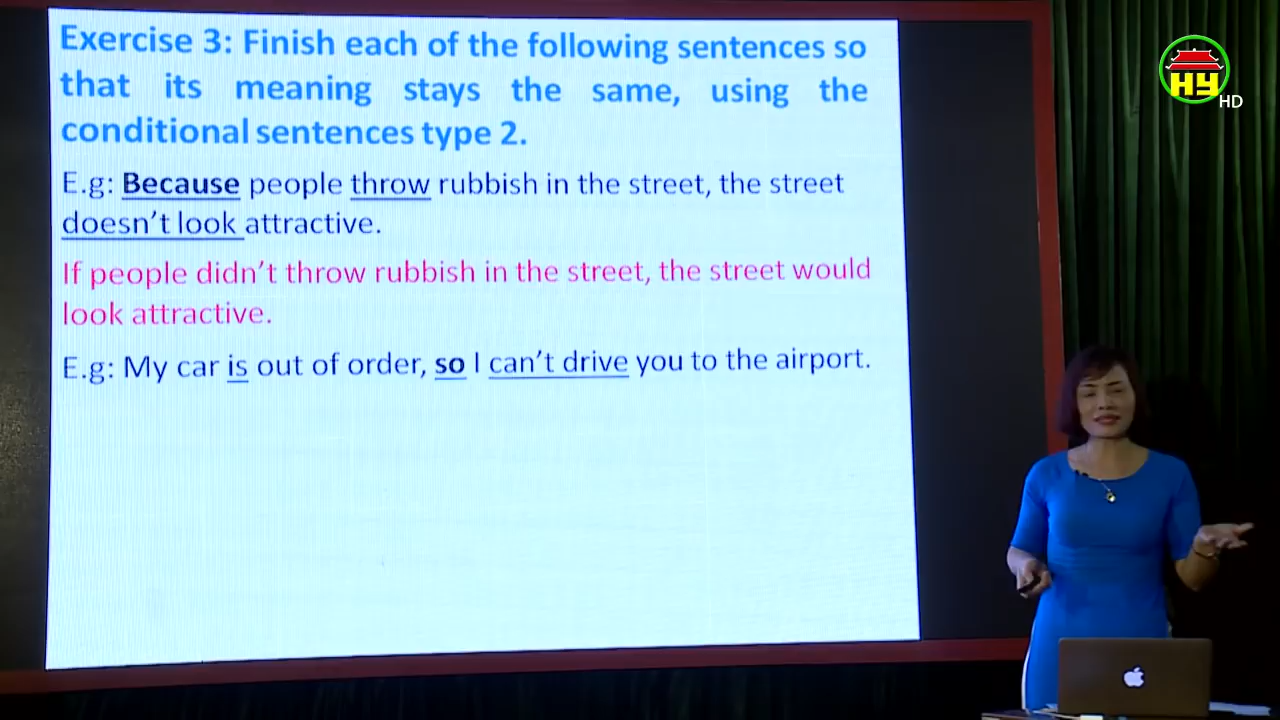 Exercise 3: Finish each of the following sentences so
that its meaning stays the same, using the
conditional sentences type 2.
E.g: Because people throw rubbish in the street, the street
doesn't look attractive.
If people didn't throw rubbish in the street, the street would
look attractive.
E.g: My car is out of order, so I can't drive you to the airport.
HY
HD